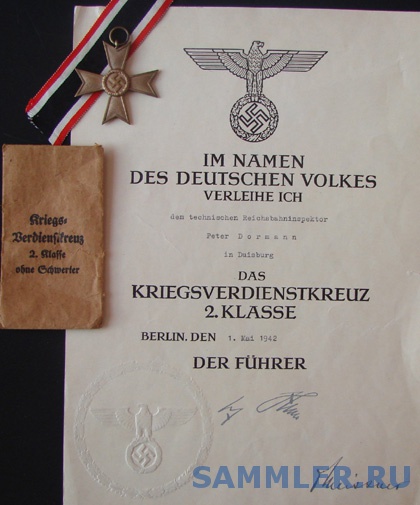 IM NAMEN
DES DEUTSCHEN VOLKES
VERLEIHE ICH
dem technischen Reichsbahninspektor
Peter Dormann
in Duisburg
DAS
KRIEGSVERDIENSTKREUZ
2. KLASSE
BERLIN, DEN 1. Mai 1942
DER FÜHRER
Kriegs-
Verdienstkreuz
2. Klasse
ohne Schwerter
SAMMLER.RU